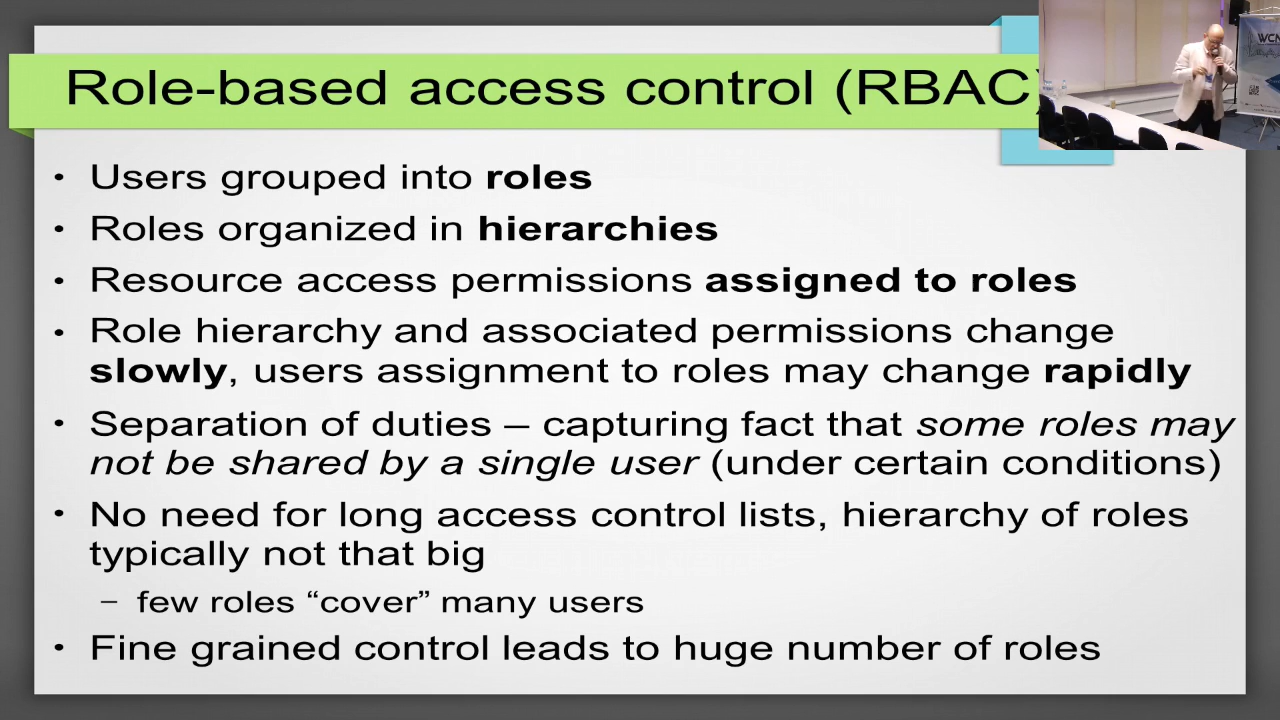 Role-based access control (RBAC)
WCN
• Users grouped into roles
• Roles organized in hierarchies
• Resource access permissions assigned to roles
• Role hierarchy and associated permissions change
slowly, users assignment to roles may change rapidly
• Separation of duties – capturing fact that some roles may
not be shared by a single user (under certain conditions)
• No need for long access control lists, hierarchy of roles
typically not that big
– few roles “cover” many users
• Fine grained control leads to huge number of roles